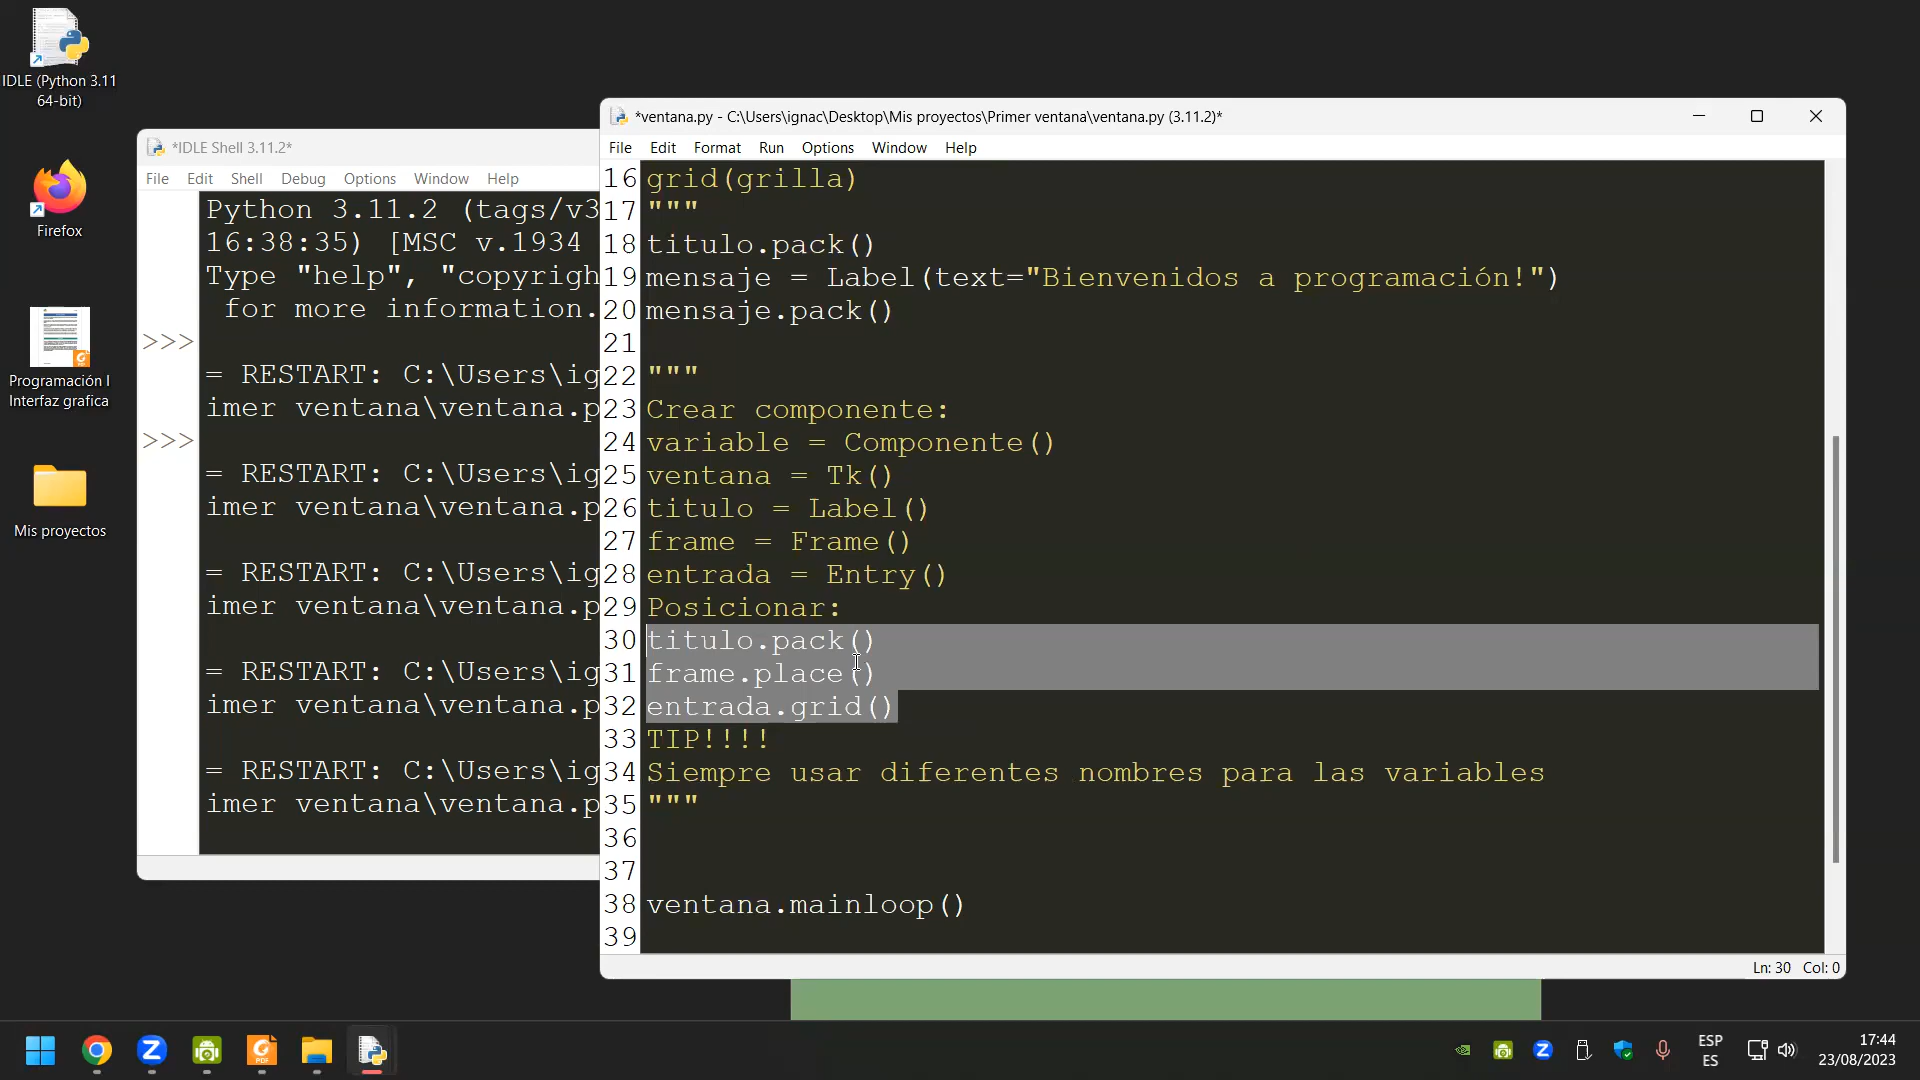 IDLE (Python 3.11
64-bit)
Firefox
Programación I
Interfaz grafica
Mis proyectos
*IDLE Shell 3.11.2*
File Edit Shell Debug Options Window Help
Python 3.11.2 (tags/v3
16:38:35) [MSC v.1934
Type "help", "copyrigh
for more information.
>>>
= RESTART: C:\Users\ig
imer ventana\ventana.p
>>>
= RESTART: C:\Users\ig
imer ventana\ventana.p
= RESTART: C:\Users\ig
imer ventana\ventana.p
= RESTART: C:\Users\ig
imer ventana\ventana.p
= RESTART: C:\Users\ig
imer ventana\ventana.p
*ventana.py - C:\Users\ignac\Desktop\Mis proyectos\Primer ventana\ventana.py (3.11.2)*
File Edit Format Run Options Window Help
16 grid(grilla)
17 """
18 titulo.pack()
19 mensaje = Label(text="Bienvenidos a programación!")
20 mensaje.pack()
21
22 """
23 Crear componente:
24 variable = Componente()
25 ventana = Tk()
26 titulo = Label()
27 frame = Frame()
28 entrada = Entry()
29 Posicionar:
30 titulo.pack()
31 frame.place()
32 entrada.grid()
33 TIP!!!!
34 Siempre usar diferentes nombres para las variables
35 """
36
37
38 ventana.mainloop()
39
Ln: 30 Col: 0
PDF
ESP
ES
17:44
23/08/2023